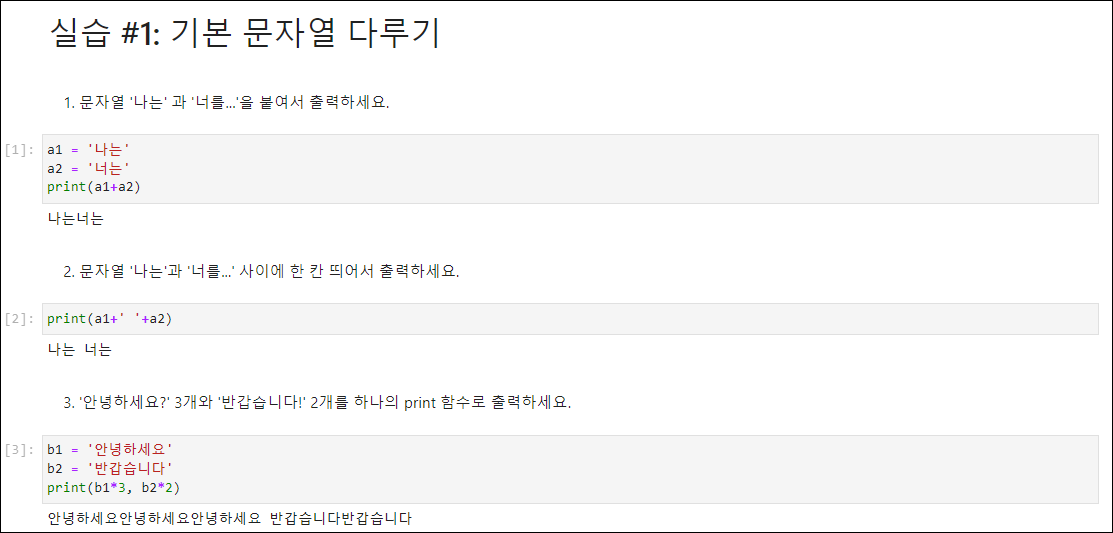 실습 #1: 기본 문자열 다루기
1. 문자열 '나는' 과 '너를...'을 붙여서 출력하세요.
[1]: a1 = '나는'
a2 = '너는'
print(a1+a2)
나는너는
2. 문자열 '나는'과 '너를...' 사이에 한 칸 띄어서 출력하세요.
[2]: print(a1+' '+a2)
나는 너는
3. '안녕하세요?' 3개와 '반갑습니다!' 2개를 하나의 print 함수로 출력하세요.
[3]: b1 = '안녕하세요'
b2 = '반갑습니다'
print(b1*3, b2*2)
안녕하세요안녕하세요안녕하세요 반갑습니다반갑습니다